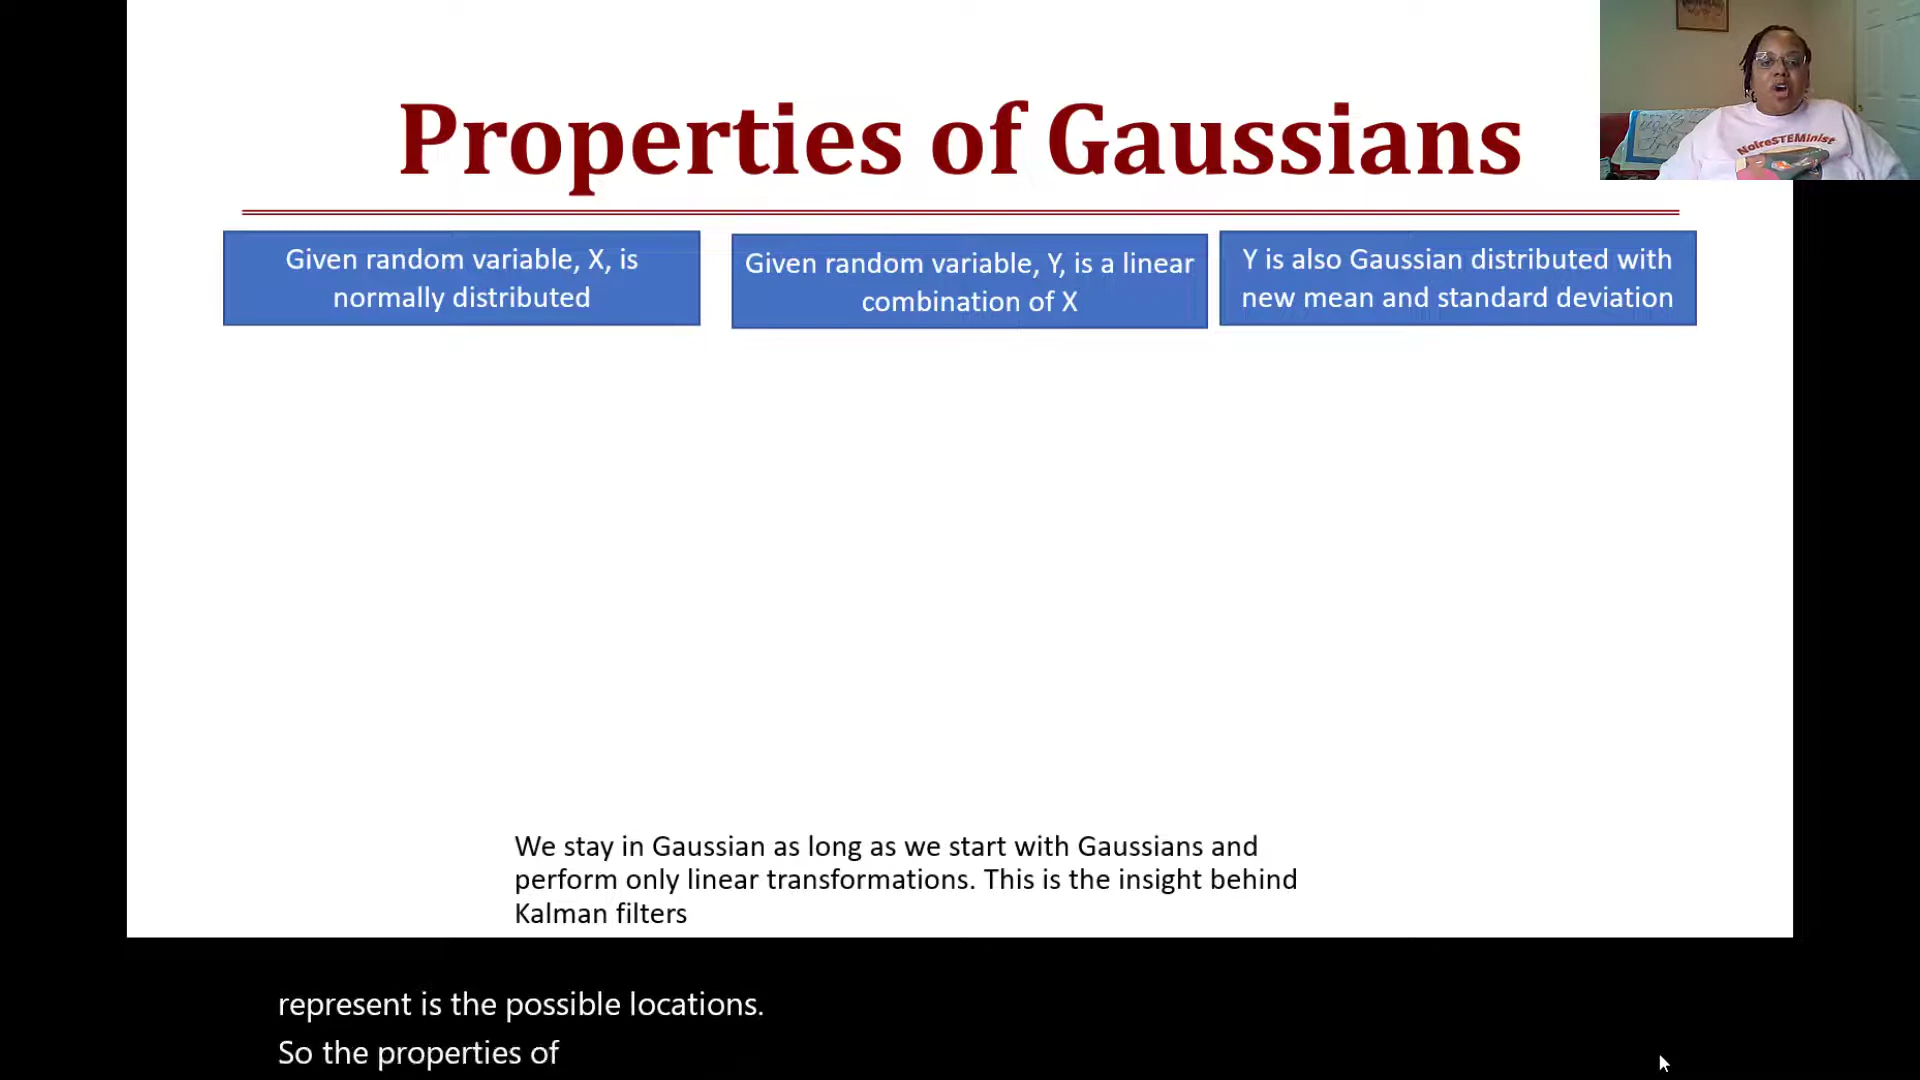 Properties of Gaussians
NoireSTEMinist
Given random variable, X, is
normally distributed
Given random variable, Y, is a linear
combination of X
Y is also Gaussian distributed with
new mean and standard deviation
We stay in Gaussian as long as we start with Gaussians and
perform only linear transformations. This is the insight behind
Kalman filters
represent is the possible locations.
So the properties of